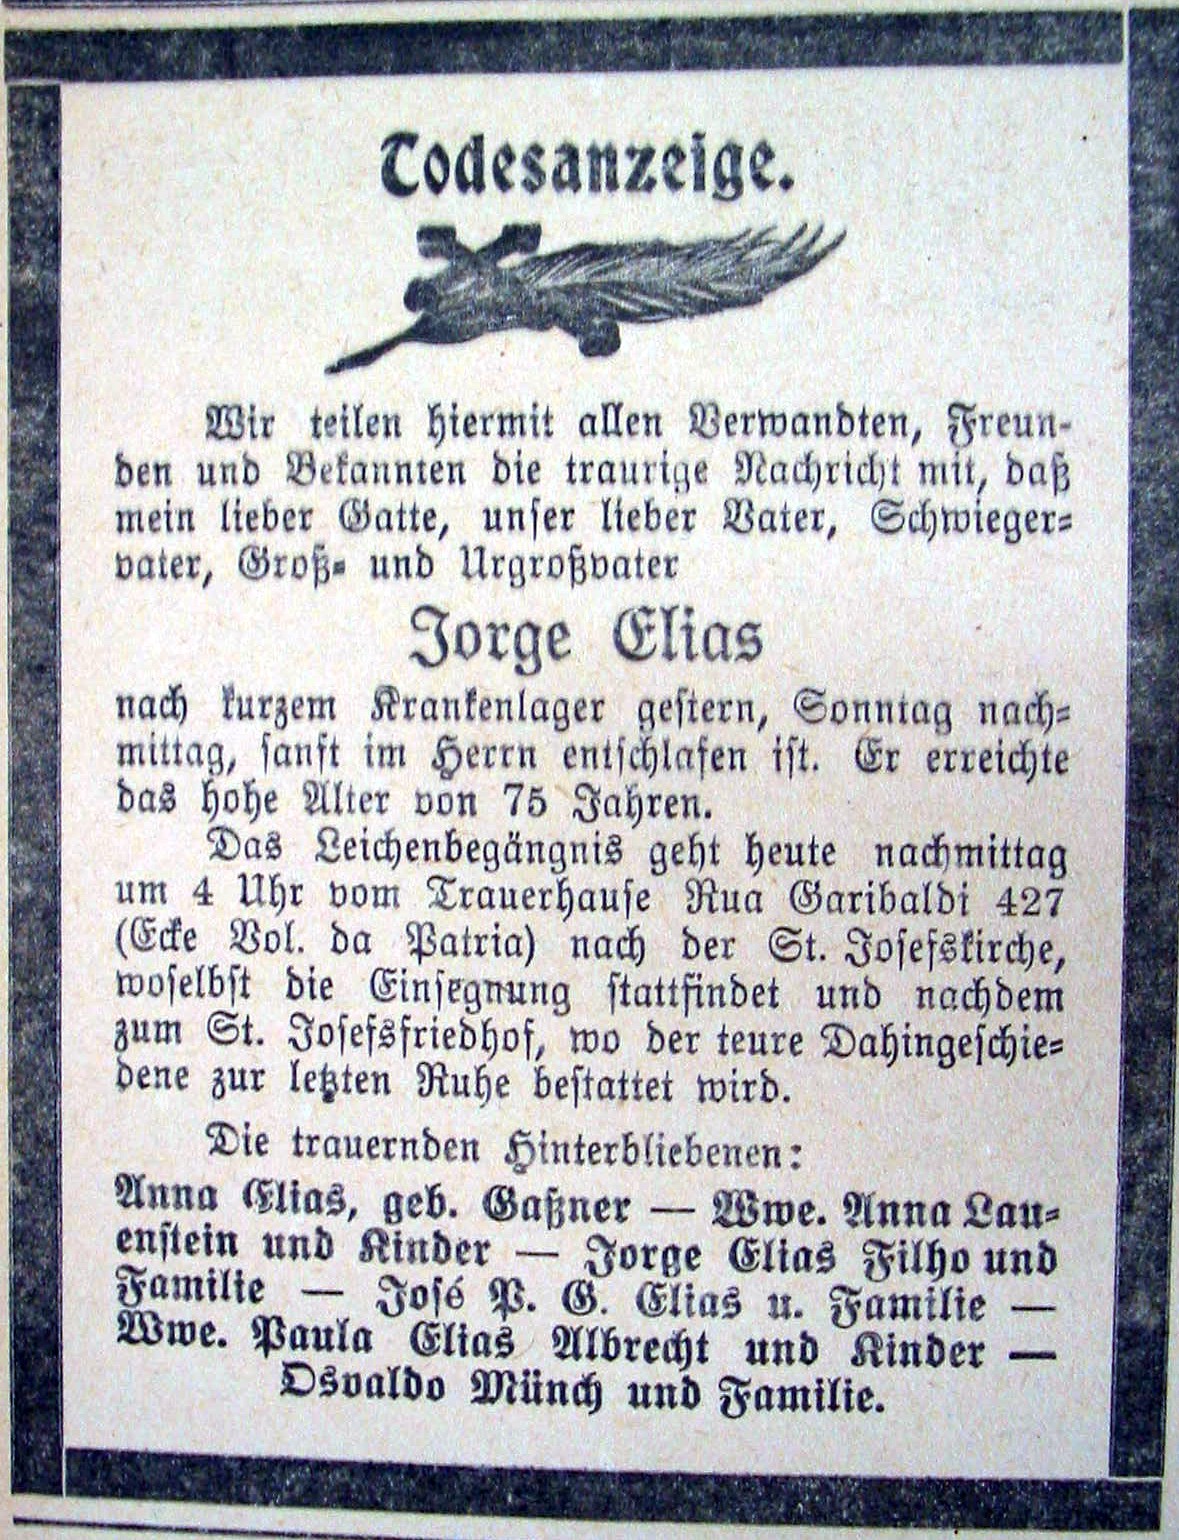 Todesanzeige.
Wir teilen hiermit allen Verwandten, Freun-
den und Bekannten die traurige Nachricht mit, daß
mein lieber Gatte, unser lieber Vater, Schwieger-
vater, Groß- und Urgroßvater
Jorge Elias
nach kurzem Krankenlager gestern, Sonntag nach-
mittag, sanft im Herrn entschlafen ist. Er erreichte
das hohe Alter von 75 Jahren.
Das Leichenbegängnis geht heute nachmittag
um 4 Uhr vom Trauerhause Rua Garibaldi 427
(Ecke Vol. da Patria) nach der St. Josefskirche,
woselbst die Einsegnung stattfindet und nachdem
zum St. Josefsfriedhof, wo der teure Dahingeschie-
dene zur letzten Ruhe bestattet wird.
Die trauernden Hinterbliebenen:
Anna Elias, geb. Gaßner — Wwe. Anna Lau-
enstein und Kinder — Jorge Elias Filho und
Familie — José P. G. Elias u. Familie —
Wwe. Paula Elias Albrecht und Kinder —
Osvaldo Münch und Familie.